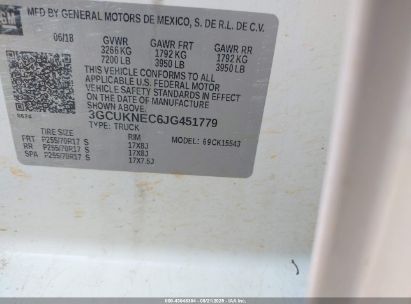 MFD BY GENERAL MOTORS DE MEXICO, S. DE R.L. DE C.V.
06/18 GVWR GAWR FRT GAWR RR
3266 KG 1792 KG 1792 KG
7200 LB 3950 LB 3950 LB
THIS VEHICLE CONFORMS TO ALL APPLICABLE
U.S. FEDERAL MOTOR
VEHICLE SAFETY STANDARDS IN EFFECT
ON THE DATE OF MANUFACTURE
SHOWN ABOVE.
3GCUKNEC6JG451779
TYPE: TRUCK
TIRE SIZE RIM MODEL: 69CK15543
FRT P255/70R17 S 17X8J
RR P255/70R17 S 17X8J
SPA P255/70R17 S 17X7.5J